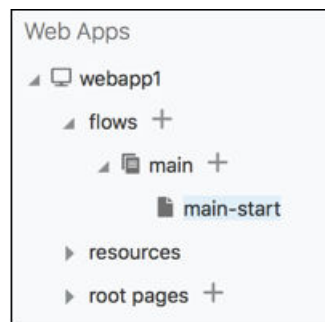 Web Apps
webapp1
flows +
main +
main-start
resources
root pages +